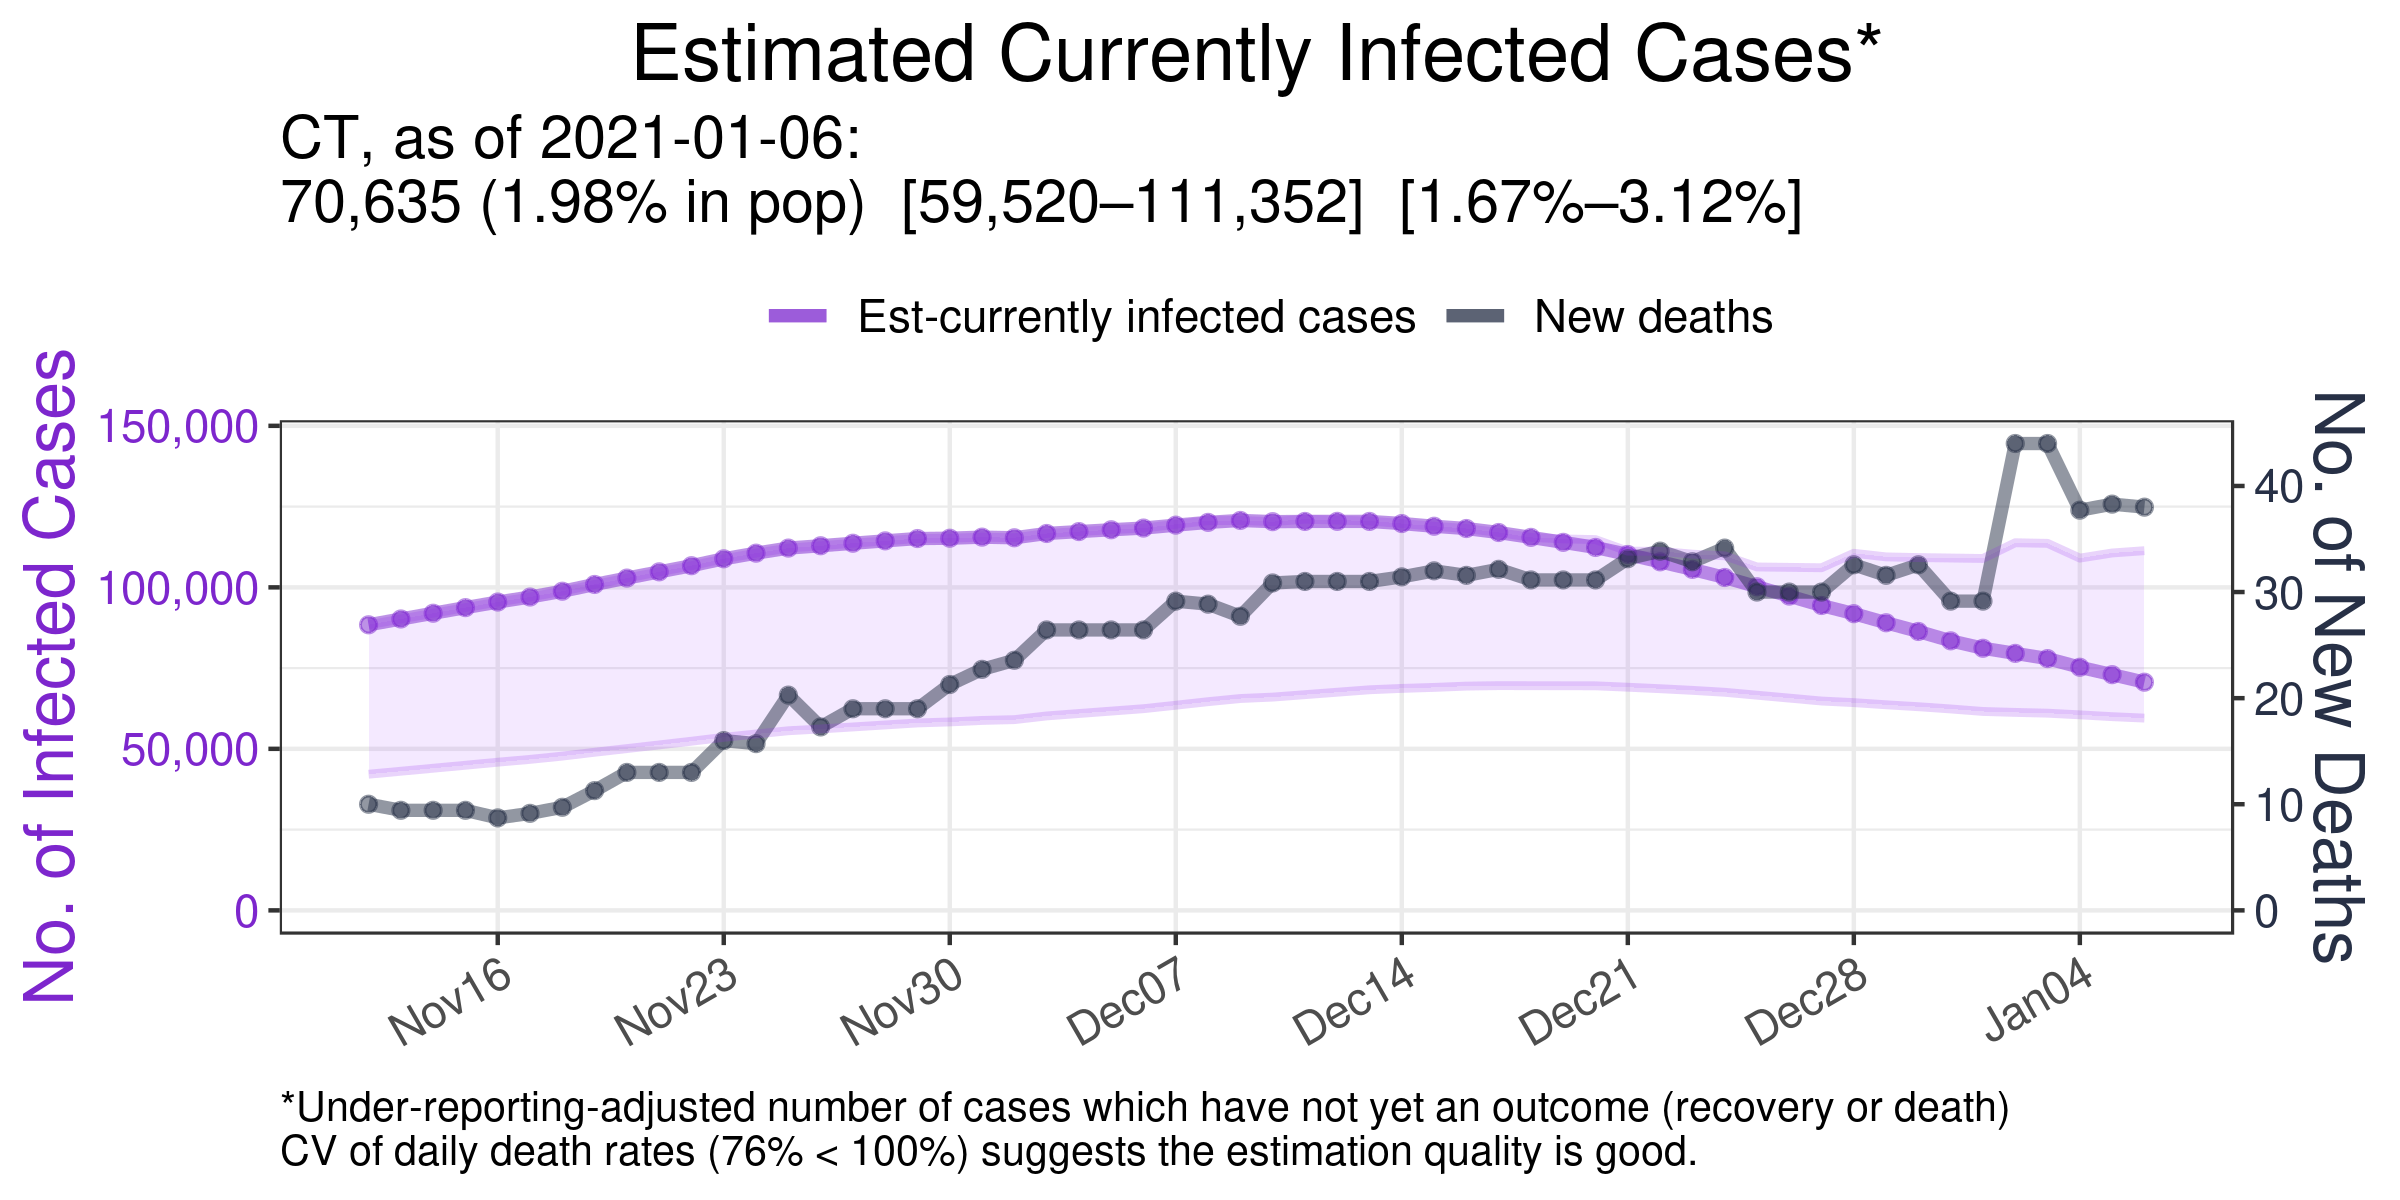 Estimated Currently Infected Cases*
CT, as of 2021-01-06:
70,635 (1.98% in pop) [59,520–111,352] [1.67%–3.12%]
Est-currently infected cases
New deaths
No. of Infected Cases
150,000
100,000
50,000
0
No. of New Deaths
40
30
20
10
0
Nov16
Nov23
Nov30
Dec07
Dec14
Dec21
Dec28
Jan04
*Under-reporting-adjusted number of cases which have not yet an outcome (recovery or death)
CV of daily death rates (76% < 100%) suggests the estimation quality is good.